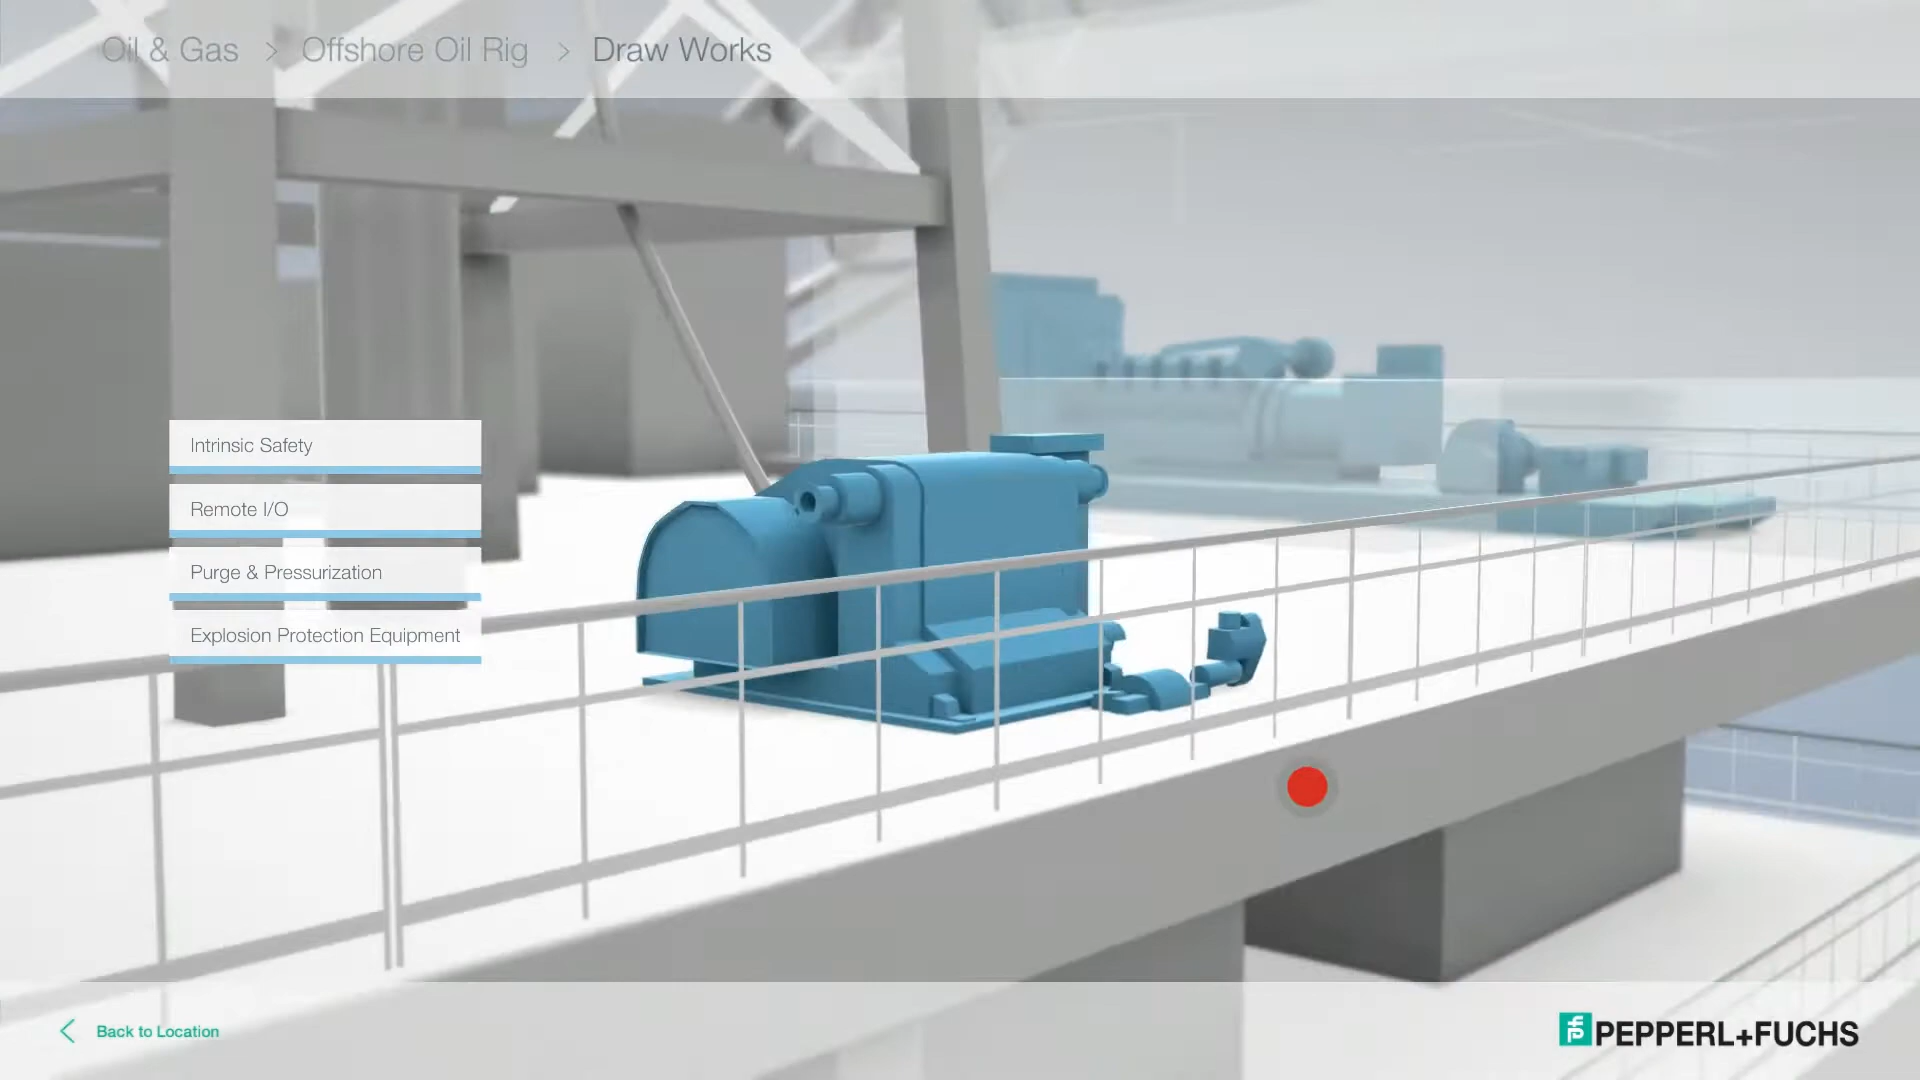 Oil & Gas > Offshore Oil Rig > Draw Works
Intrinsic Safety
Remote I/O
Purge & Pressurization
Explosion Protection Equipment
Back to Location
PEPPERL+FUCHS